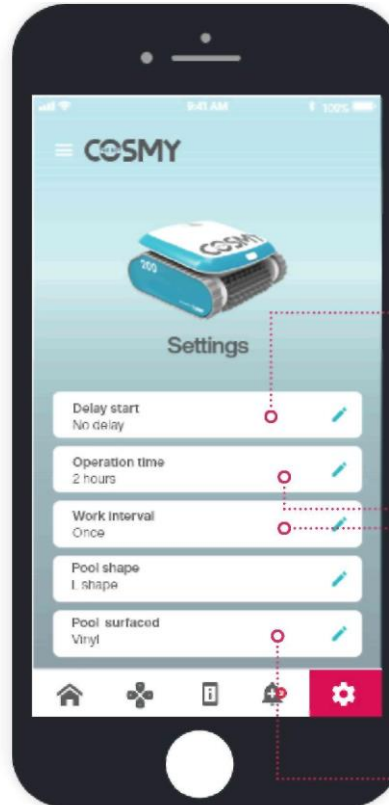 9:41 AM
100%
COSMY
COSMY
200
Settings
Delay start
No delay
Operation time
2 hours
Work interval
Once
Pool shape
L shape
Pool surfaced
Vinyl